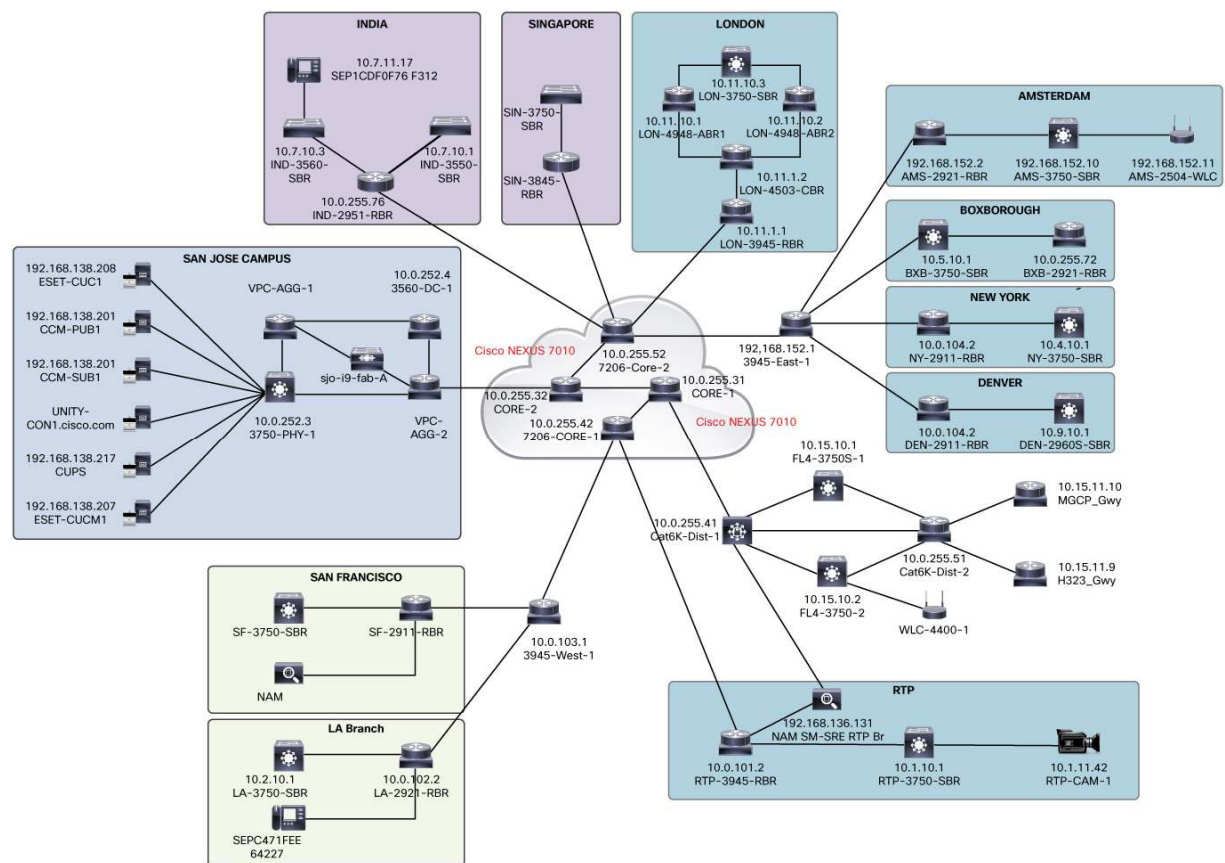 INDIA
10.7.11.17
SEP1CDF0F76 F312
10.7.10.3
IND-3560-
SBR
10.7.10.1
IND-3550-
SBR
10.0.255.76
IND-2951-RBR
SINGAPORE
SIN-3750-
SBR
SIN-3845-
RBR
LONDON
10.11.10.3
LON-3750-SBR
10.11.10.1
LON-4948-ABR1
10.11.10.2
LON-4948-ABR2
10.11.1.2
LON-4503-CBR
10.11.1.1
LON-3945-RBR
AMSTERDAM
192.168.152.2
AMS-2921-RBR
192.168.152.10
AMS-3750-SBR
192.168.152.11
AMS-2504-WLC
BOXBOROUGH
10.5.10.1
BXB-3750-SBR
10.0.255.72
BXB-2921-RBR
NEW YORK
10.0.104.2
NY-2911-RBR
10.4.10.1
NY-3750-SBR
DENVER
10.0.104.2
DEN-2911-RBR
10.9.10.1
DEN-2960S-SBR
SAN JOSE CAMPUS
192.168.138.208
ESET-CUC1
192.168.138.201
CCM-PUB1
192.168.138.201
CCM-SUB1
UNITY-
CON1.cisco.com
192.168.138.217
CUPS
192.168.138.207
ESET-CUCM1
VPC-AGG-1
10.0.252.4
3560-DC-1
sjo-i9-fab-A
10.0.252.3
3750-PHY-1
VPC-
AGG-2
Cisco NEXUS 7010
10.0.255.52
7206-Core-2
192.168.152.1
3945-East-1
10.0.255.32
CORE-2
10.0.255.31
CORE-1
10.0.255.42
7206-CORE-1
Cisco NEXUS 7010
10.15.10.1
FL4-3750S-1
10.0.255.41
Cat6K-Dist-1
10.0.255.51
Cat6K-Dist-2
10.15.11.10
MGCP_Gwy
10.15.11.9
H323_Gwy
10.15.10.2
FL4-3750-2
WLC-4400-1
SAN FRANCISCO
SF-3750-SBR
SF-2911-RBR
NAM
10.0.103.1
3945-West-1
LA Branch
10.2.10.1
LA-3750-SBR
10.0.102.2
LA-2921-RBR
SEPC471FEE
64227
RTP
192.168.136.131
NAM SM-SRE RTP Br
10.0.101.2
RTP-3945-RBR
10.1.10.1
RTP-3750-SBR
10.1.11.42
RTP-CAM-1